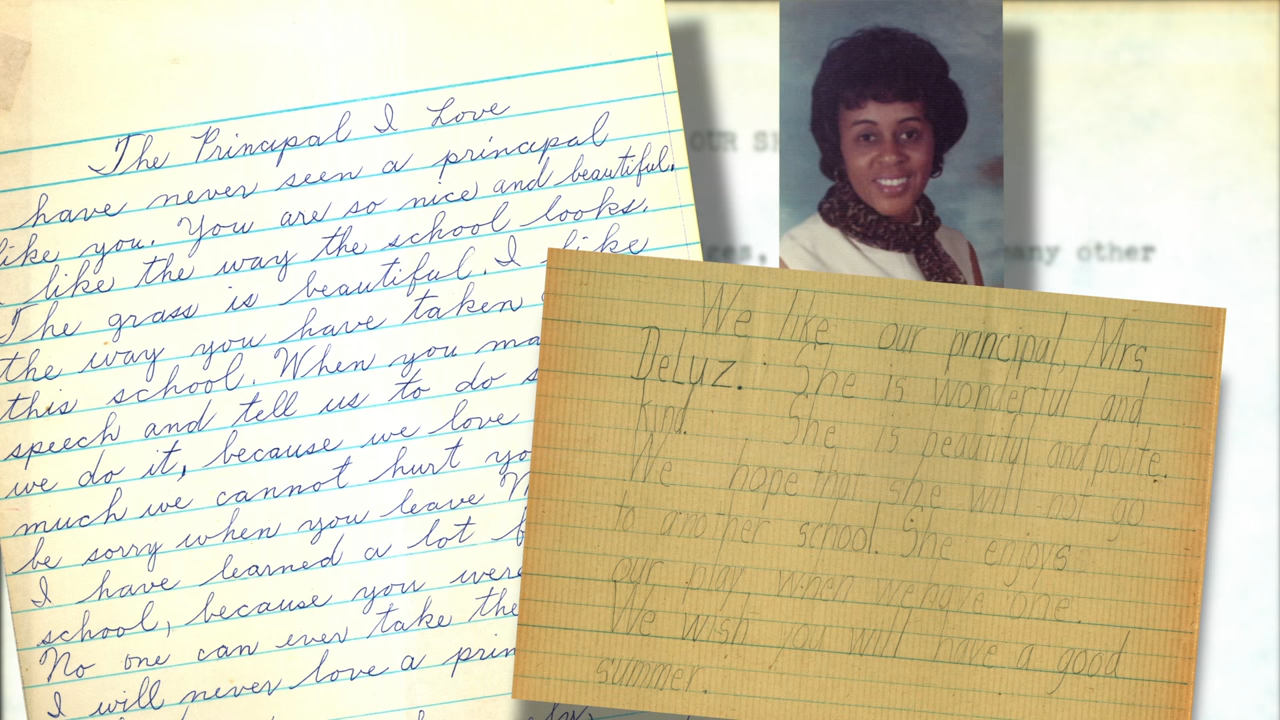 The Principal I Love
have never seen a principal
like you. You are so nice and beautiful.
like the way the school looks.
The grass is beautiful. I like
the way you have taken
this school. When you ma
speech and tell us to do s
we do it, because we love
much we cannot hurt yo
be sorry when you leave M
I have learned a lot f
school, because you were
No one can ever take the
I will never love a prin
OUR S
res, many other
We like our principal, Mrs
DeLuz. She is wonderful and
kind. She is peautiful and polite.
We hope that she will not go
to another school. She enjoys
our play, when we gave one.
We wish you will have a good
summer.